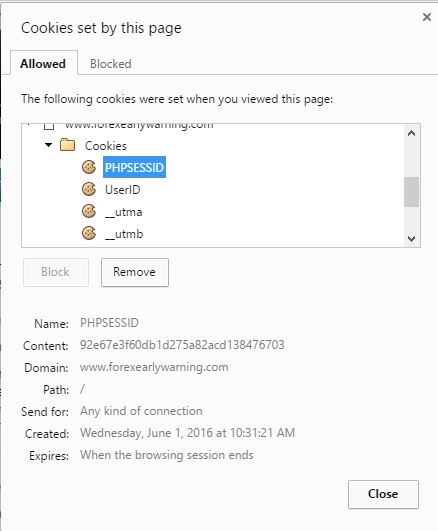 Cookies set by this page
Allowed Blocked
The following cookies were set when you viewed this page:
www.forexearlywarning.com
Cookies
PHPSESSID
UserID
__utma
__utmb
Block Remove
Name: PHPSESSID
Content: 92e67e3f60db1d275a82acd138476703
Domain: www.forexearlywarning.com
Path: /
Send for: Any kind of connection
Created: Wednesday, June 1, 2016 at 10:31:21 AM
Expires: When the browsing session ends
Close